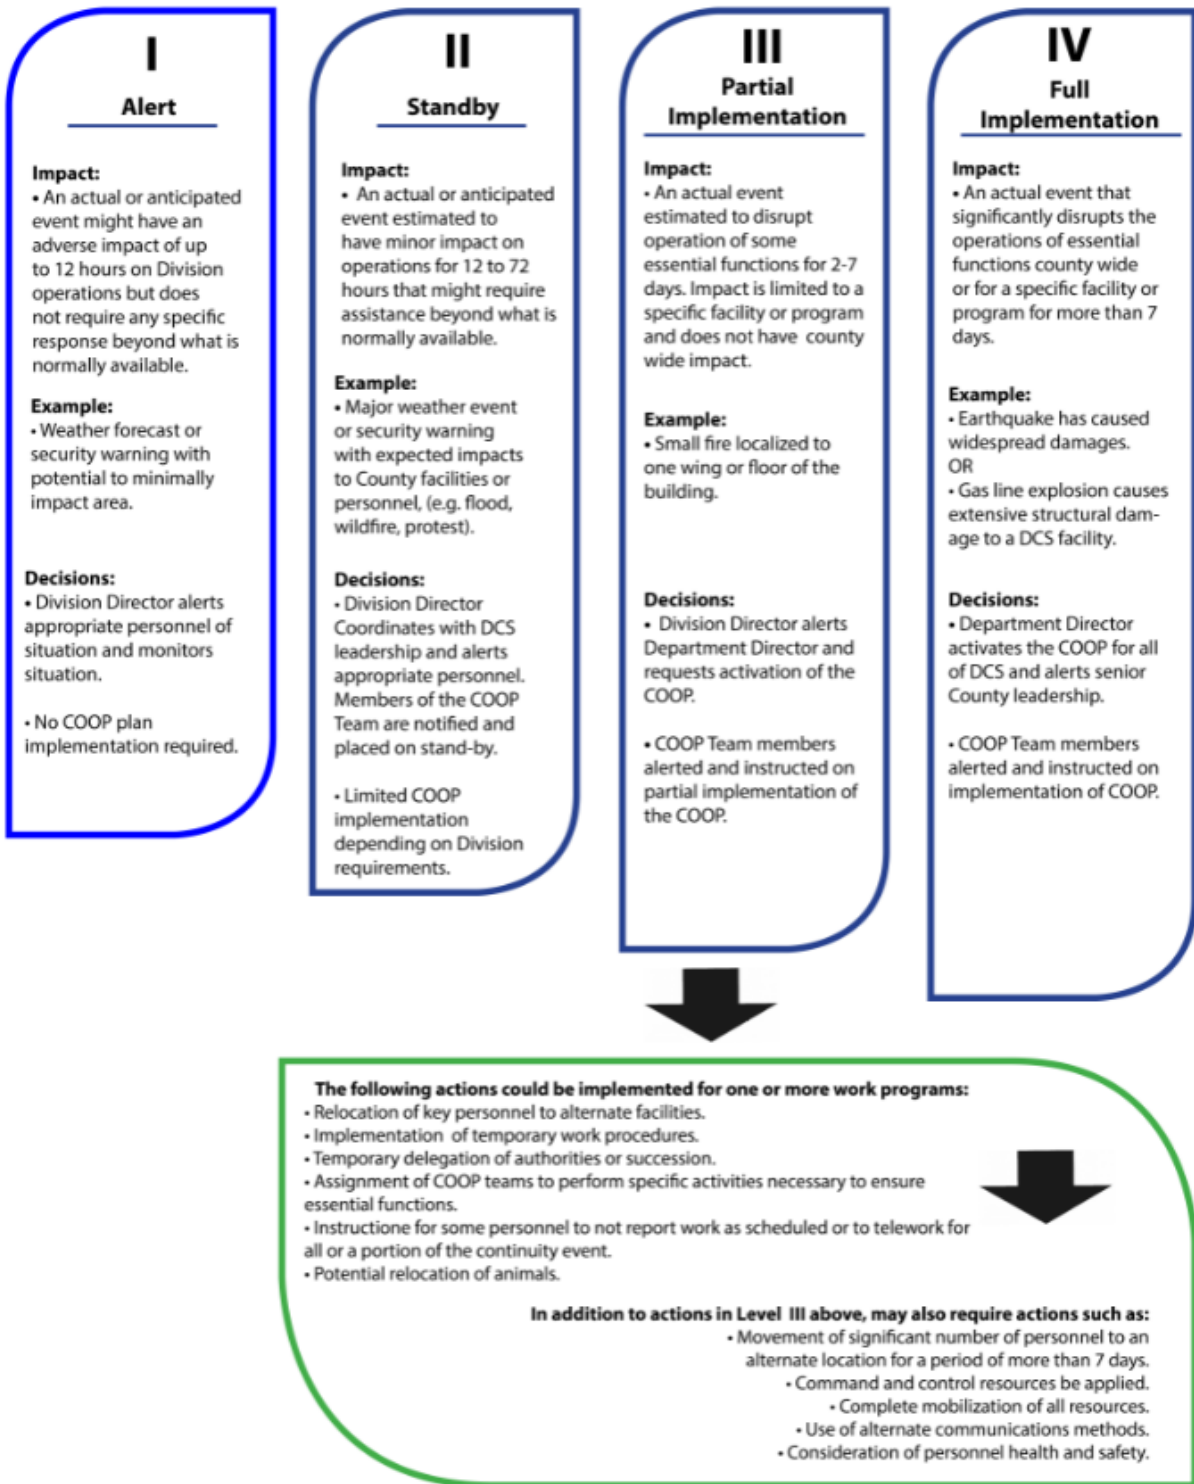 I
Alert
Impact:
• An actual or anticipated
event might have an
adverse impact of up
to 12 hours on Division
operations but does
not require any specific
response beyond what is
normally available.
Example:
• Weather forecast or
security warning with
potential to minimally
impact area.
Decisions:
• Division Director alerts
appropriate personnel of
situation and monitors
situation.
• No COOP plan
implementation required.
II
Standby
Impact:
• An actual or anticipated
event estimated to
have minor impact on
operations for 12 to 72
hours that might require
assistance beyond what is
normally available.
Example:
• Major weather event
or security warning
with expected impacts
to County facilities or
personnel, (e.g. flood,
wildfire, protest).
Decisions:
• Division Director
Coordinates with DCS
leadership and alerts
appropriate personnel.
Members of the COOP
Team are notified and
placed on stand-by.
• Limited COOP
implementation
depending on Division
requirements.
III
Partial
Implementation
Impact:
• An actual event
estimated to disrupt
operation of some
essential functions for 2-7
days. Impact is limited to a
specific facility or program
and does not have county
wide impact.
Example:
• Small fire localized to
one wing or floor of the
building.
Decisions:
• Division Director alerts
Department Director and
requests activation of the
COOP.
• COOP Team members
alerted and instructed on
partial implementation of
the COOP.
IV
Full
Implementation
Impact:
• An actual event that
significantly disrupts the
operations of essential
functions county wide
or for a specific facility or
program for more than 7
days.
Example:
• Earthquake has caused
widespread damages.
OR
• Gas line explosion causes
extensive structural dam-
age to a DCS facility.
Decisions:
• Department Director
activates the COOP for all
of DCS and alerts senior
County leadership.
• COOP Team members
alerted and instructed on
implementation of COOP.
The following actions could be implemented for one or more work programs:
• Relocation of key personnel to alternate facilities.
• Implementation of temporary work procedures.
• Temporary delegation of authorities or succession.
• Assignment of COOP teams to perform specific activities necessary to ensure
essential functions.
• Instructione for some personnel to not report work as scheduled or to telework for
all or a portion of the continuity event.
• Potential relocation of animals.
In addition to actions in Level III above, may also require actions such as:
• Movement of significant number of personnel to an
alternate location for a period of more than 7 days.
• Command and control resources be applied.
• Complete mobilization of all resources.
• Use of alternate communications methods.
• Consideration of personnel health and safety.